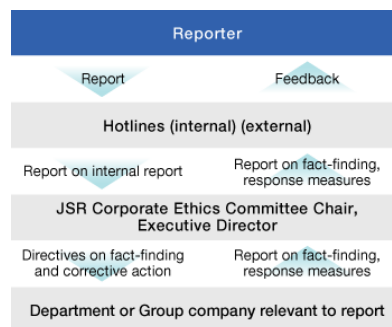 Reporter
Report
Feedback
Hotlines (internal) (external)
Report on internal report
Report on fact-finding,
response measures
JSR Corporate Ethics Committee Chair,
Executive Director
Directives on fact-finding
and corrective action
Report on fact-finding,
response measures
Department or Group company relevant to report